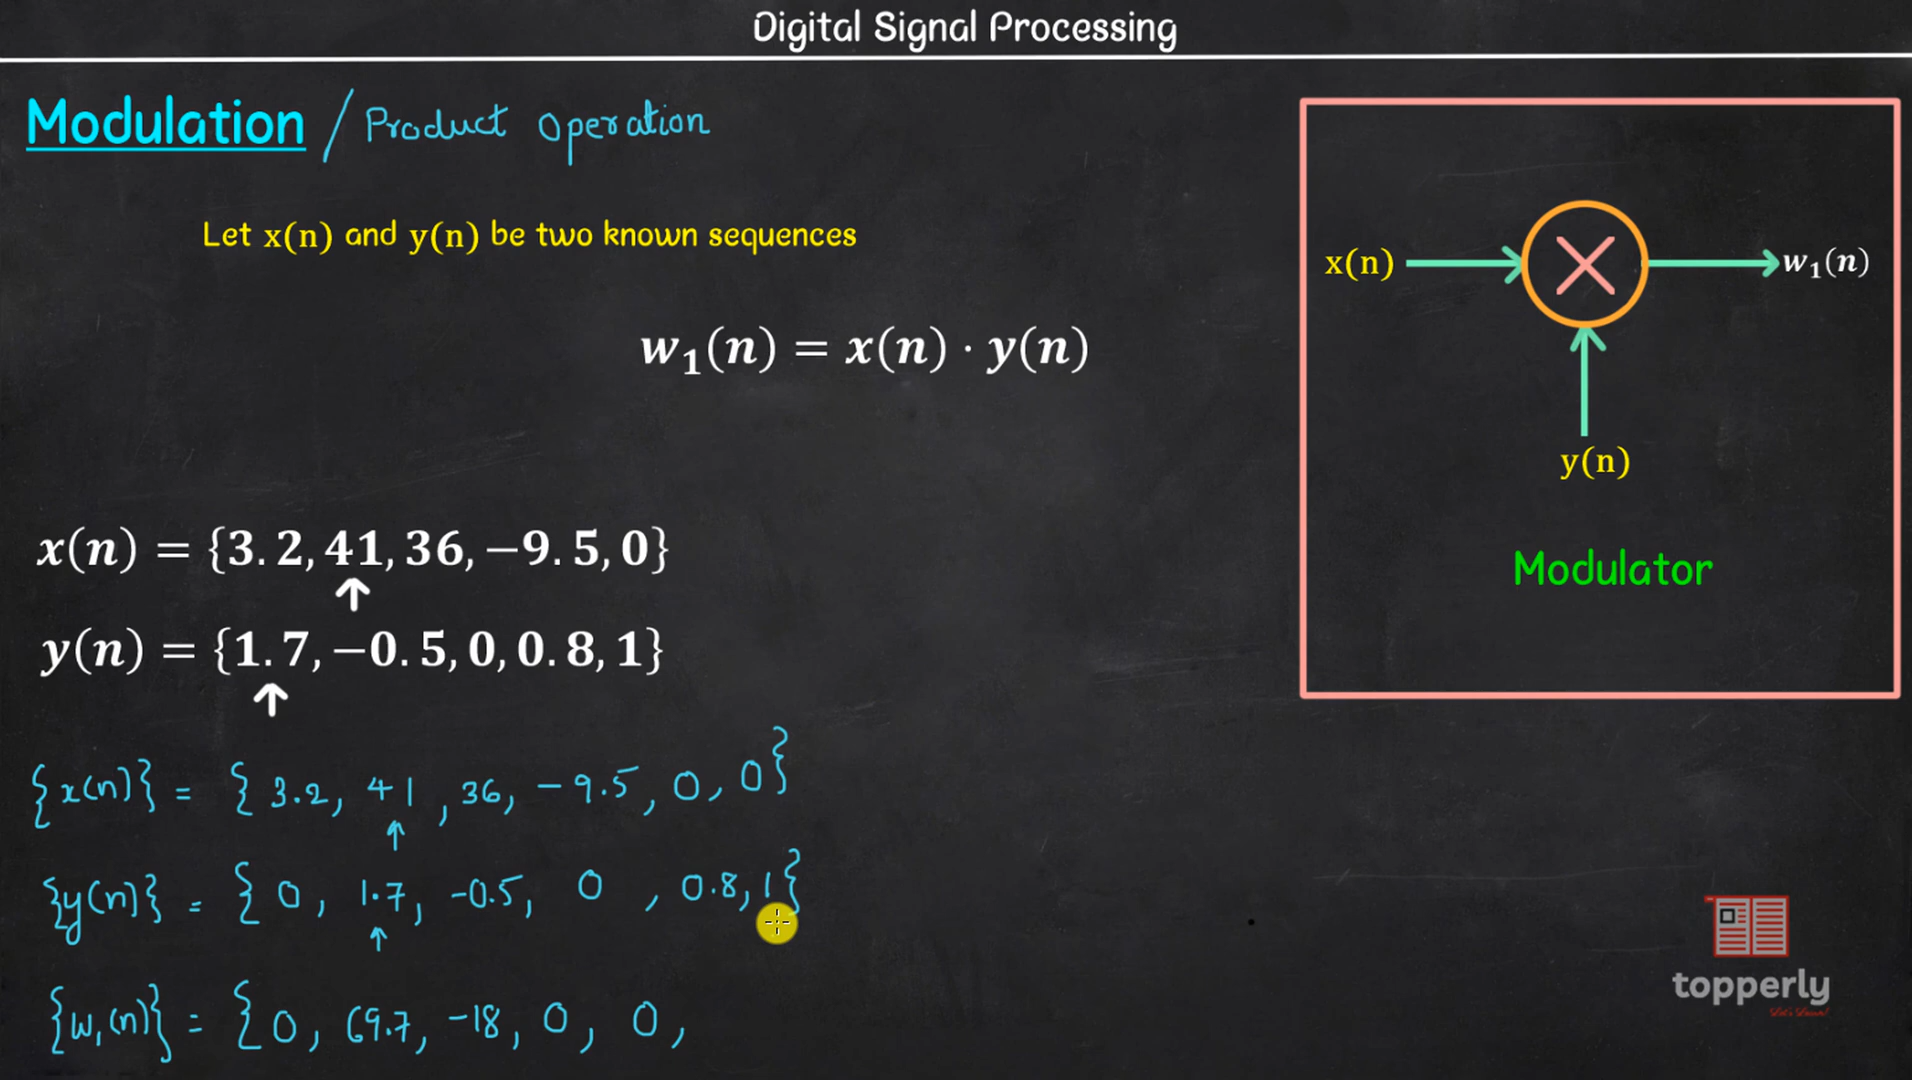 Digital Signal Processing
Modulation / Product operation
Let x(n) and y(n) be two known sequences
w₁(n) = x(n) · y(n)
x(n) = {3.2, 41, 36, −9.5, 0}
↑
y(n) = {1.7, −0.5, 0, 0.8, 1}
↑
{x(n)} = { 3.2, 41, 36, -9.5, 0, 0}
↑
{y(n)} = { 0, 1.7, -0.5, 0, 0.8, 1}
↑
{w₁(n)} = { 0, 69.7, -18, 0, 0,
x(n)
w₁(n)
y(n)
Modulator
topperly
Let's Learn!